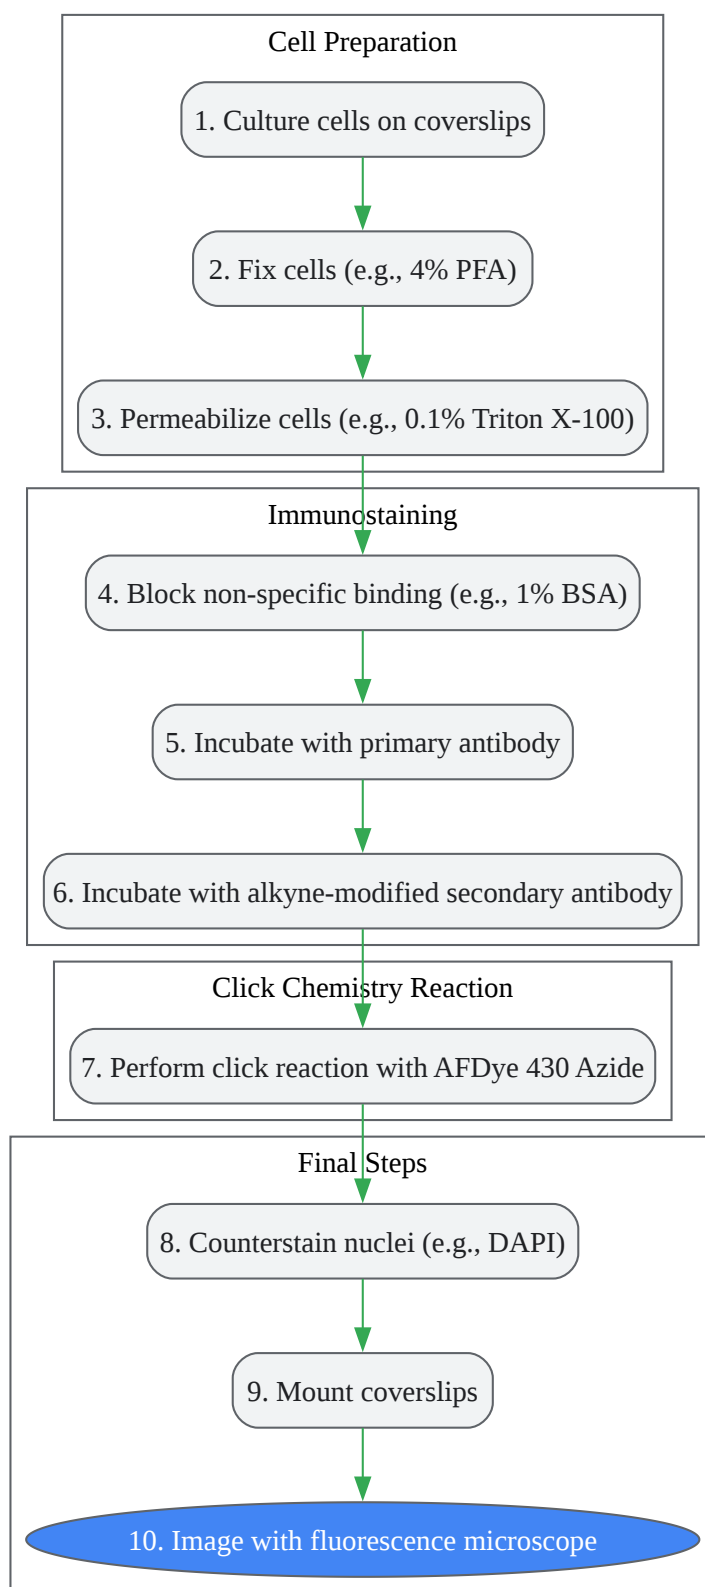 Cell Preparation
1. Culture cells on coverslips
2. Fix cells (e.g., 4% PFA)
3. Permeabilize cells (e.g., 0.1% Triton X-100)
Immunostaining
4. Block non-specific binding (e.g., 1% BSA)
5. Incubate with primary antibody
6. Incubate with alkyne-modified secondary antibody
Click Chemistry Reaction
7. Perform click reaction with AFDye 430 Azide
Final Steps
8. Counterstain nuclei (e.g., DAPI)
9. Mount coverslips
10. Image with fluorescence microscope